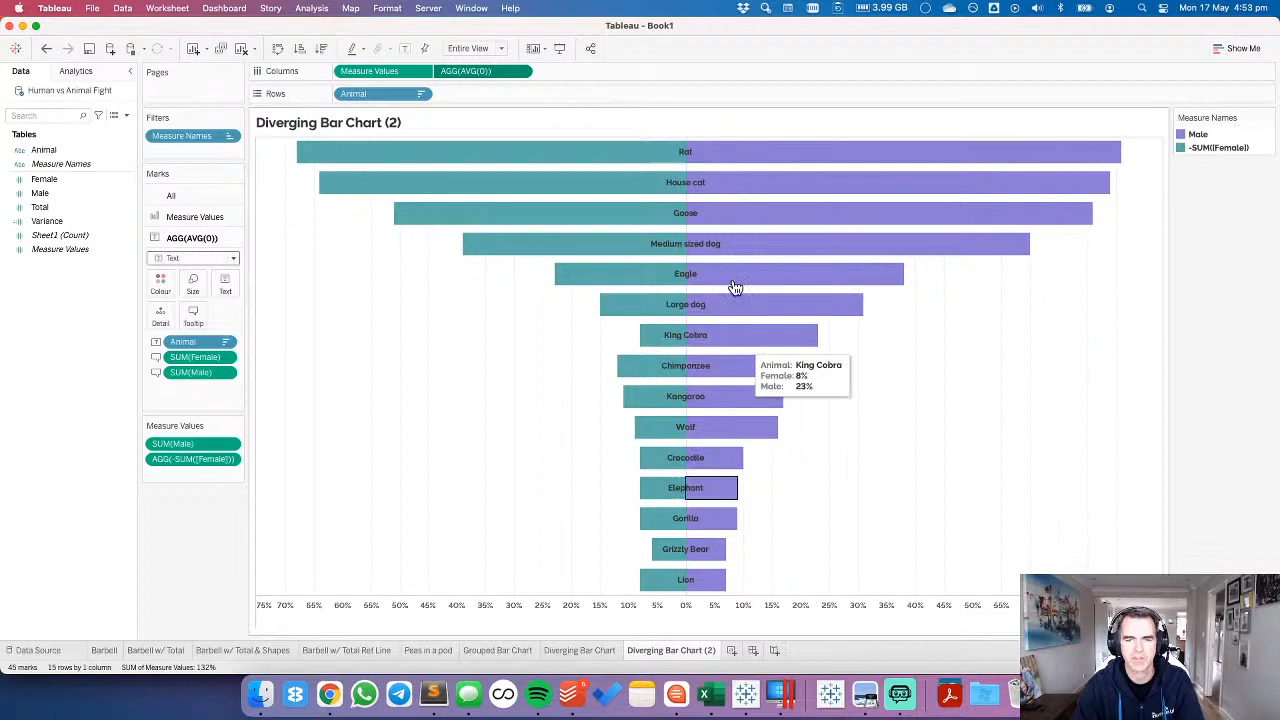 Tableau File Data Worksheet Dashboard Story Analysis Map Format Server Window Help 3.99 GB Mon 17 May 4:53 pm
Tableau - Book1
Entire View Show Me
Data Analytics
Human vs Animal Fight
Search
Tables
Abc Animal
Abc Measure Names
Female
Male
Total
Variance
Sheet1 (Count)
Measure Values
Pages
Filters
Measure Names
Marks
All
Measure Values
AGG(AVG(0))
Text
Colour Size Text
Detail Tooltip
Animal
SUM(Female)
SUM(Male)
Measure Values
SUM(Male)
AGG(-SUM([Female]))
Columns Measure Values AGG(AVG(0))
Rows Animal
Diverging Bar Chart (2)
Rat
House cat
Goose
Medium sized dog
Eagle
Large dog
King Cobra
Chimpanzee
Kangaroo
Wolf
Crocodile
Elephant
Gorilla
Grizzly Bear
Lion
Animal: King Cobra
Female: 8%
Male: 23%
75% 70% 65% 60% 55% 50% 45% 40% 35% 30% 25% 20% 15% 10% 5% 0% 5% 10% 15% 20% 25% 30% 35% 40% 45% 50% 55%
Measure Names
Male
-SUM([Female])
Data Source Barbell Barbell w/ Total Barbell w/ Total & Shapes Barbell w/ Total Ref Line Peas in a pod Grouped Bar Chart Diverging Bar Chart Diverging Bar Chart (2)
45 marks 15 rows by 1 column SUM of Measure Values: 132%